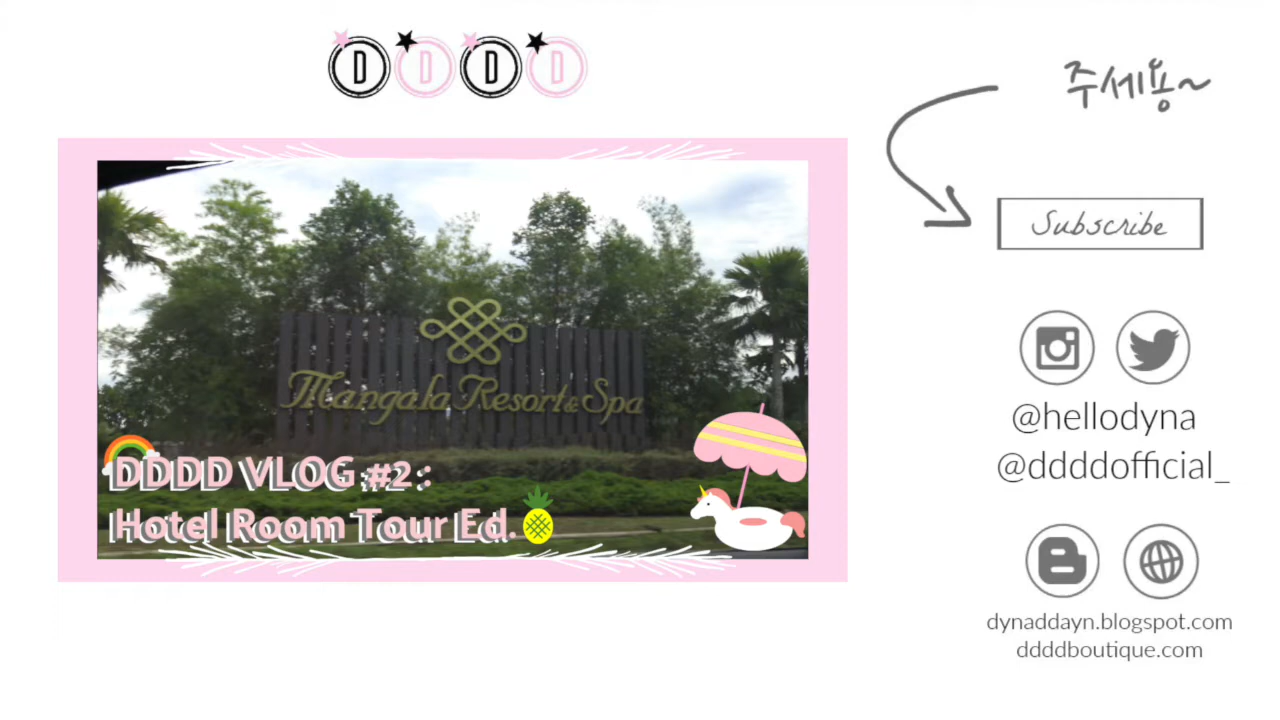 D D D D
주세용~
Subscribe
Mangala Resort & Spa
DDDD VLOG #2 :
Hotel Room Tour Ed.
@hellodyna
@ddddofficial_
dynaddayn.blogspot.com
ddddboutique.com